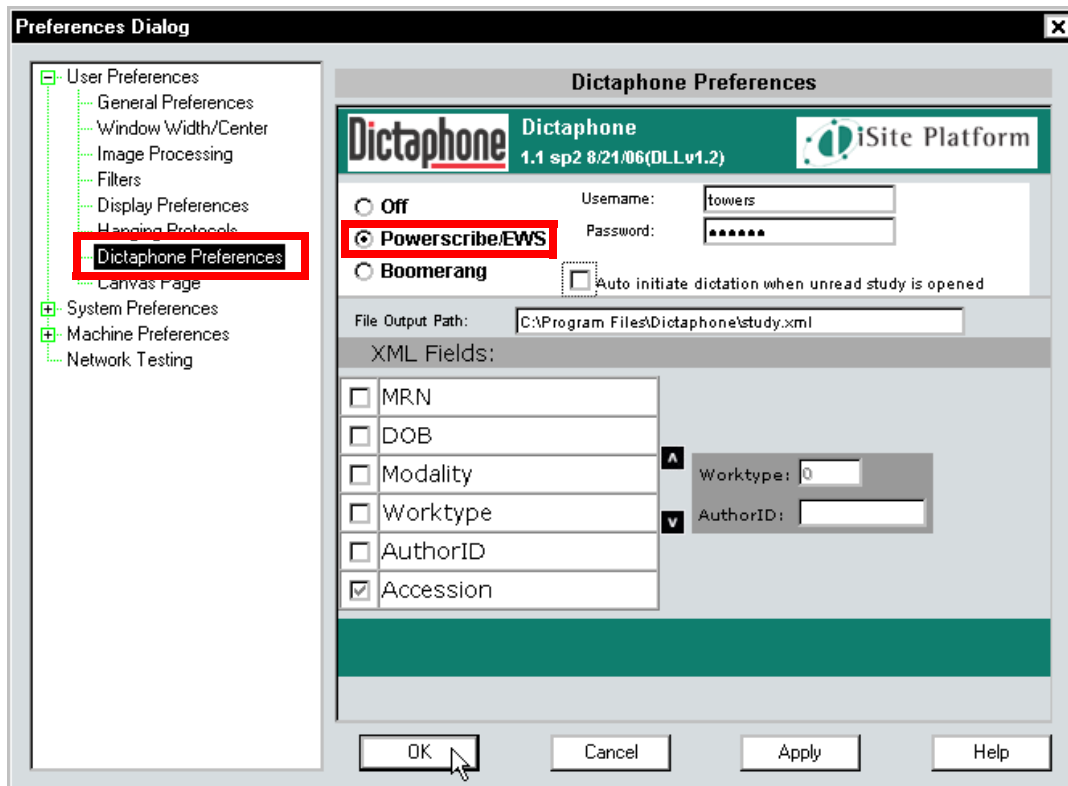 Preferences Dialog
User Preferences
General Preferences
Window Width/Center
Image Processing
Filters
Display Preferences
Hanging Protocols
Dictaphone Preferences
Canvas Page
System Preferences
Machine Preferences
Network Testing
Dictaphone Preferences
Dictaphone
Dictaphone
1.1 sp2 8/21/06(DLLv1.2)
iSite Platform
Off
Powerscribe/EWS
Boomerang
Username: towers
Password: ••••••
Auto initiate dictation when unread study is opened
File Output Path: C:\Program Files\Dictaphone\study.xml
XML Fields:
MRN
DOB
Modality
Worktype
AuthorID
Accession
Worktype: 0
AuthorID:
OK Cancel Apply Help